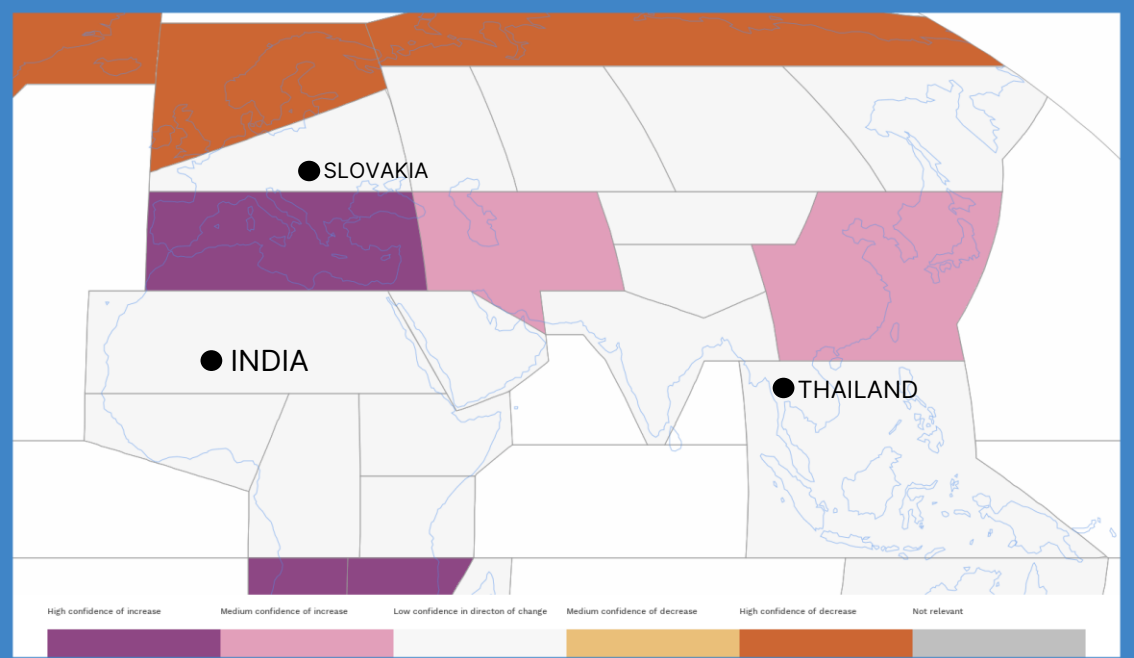 SLOVAKIA
INDIA
THAILAND
High confidence of increase
Medium confidence of increase
Low confidence in directon of change
Medium confidence of decrease
High confidence of decrease
Not relevant